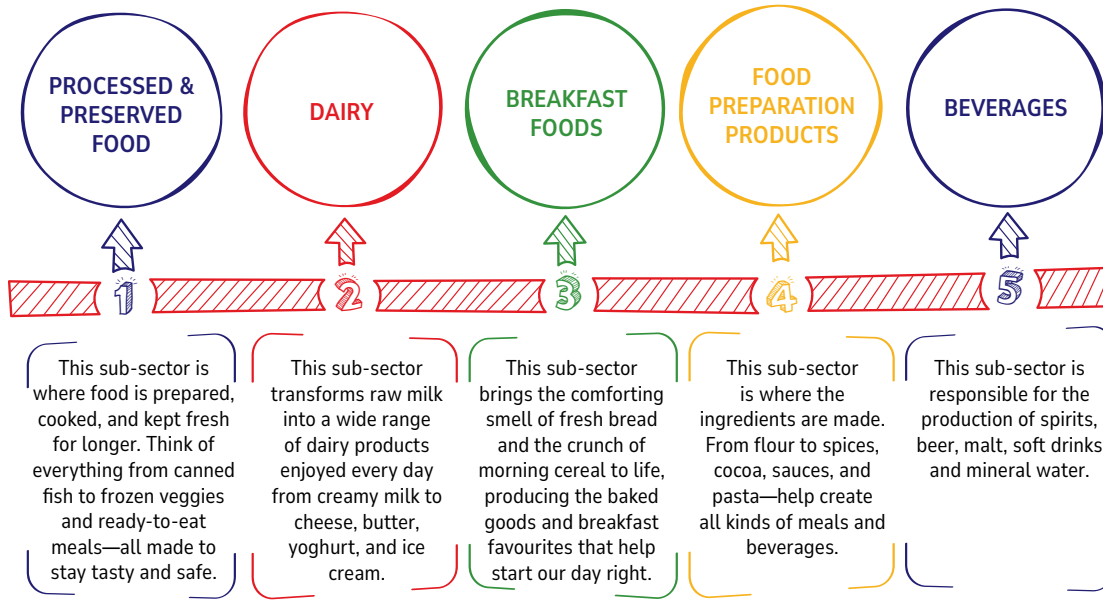 PROCESSED &
PRESERVED
FOOD
DAIRY
BREAKFAST
FOODS
FOOD
PREPARATION
PRODUCTS
BEVERAGES
1
2
3
4
5
This sub-sector is
where food is prepared,
cooked, and kept fresh
for longer. Think of
everything from canned
fish to frozen veggies
and ready-to-eat
meals—all made to
stay tasty and safe.
This sub-sector
transforms raw milk
into a wide range
of dairy products
enjoyed every day
from creamy milk to
cheese, butter,
yoghurt, and ice
cream.
This sub-sector
brings the comforting
smell of fresh bread
and the crunch of
morning cereal to life,
producing the baked
goods and breakfast
favourites that help
start our day right.
This sub-sector
is where the
ingredients are made.
From flour to spices,
cocoa, sauces, and
pasta—help create
all kinds of meals and
beverages.
This sub-sector is
responsible for the
production of spirits,
beer, malt, soft drinks
and mineral water.